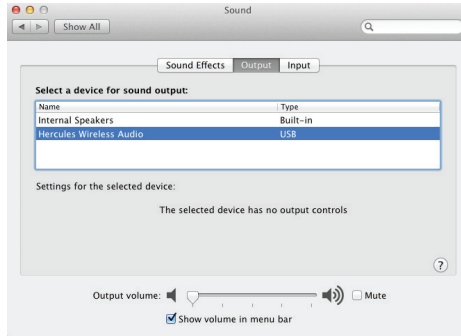 Sound
Show All
Sound Effects Output Input
Select a device for sound output:
Name Type
Internal Speakers Built-in
Hercules Wireless Audio USB
Settings for the selected device:
The selected device has no output controls
?
Output volume: Mute
Show volume in menu bar